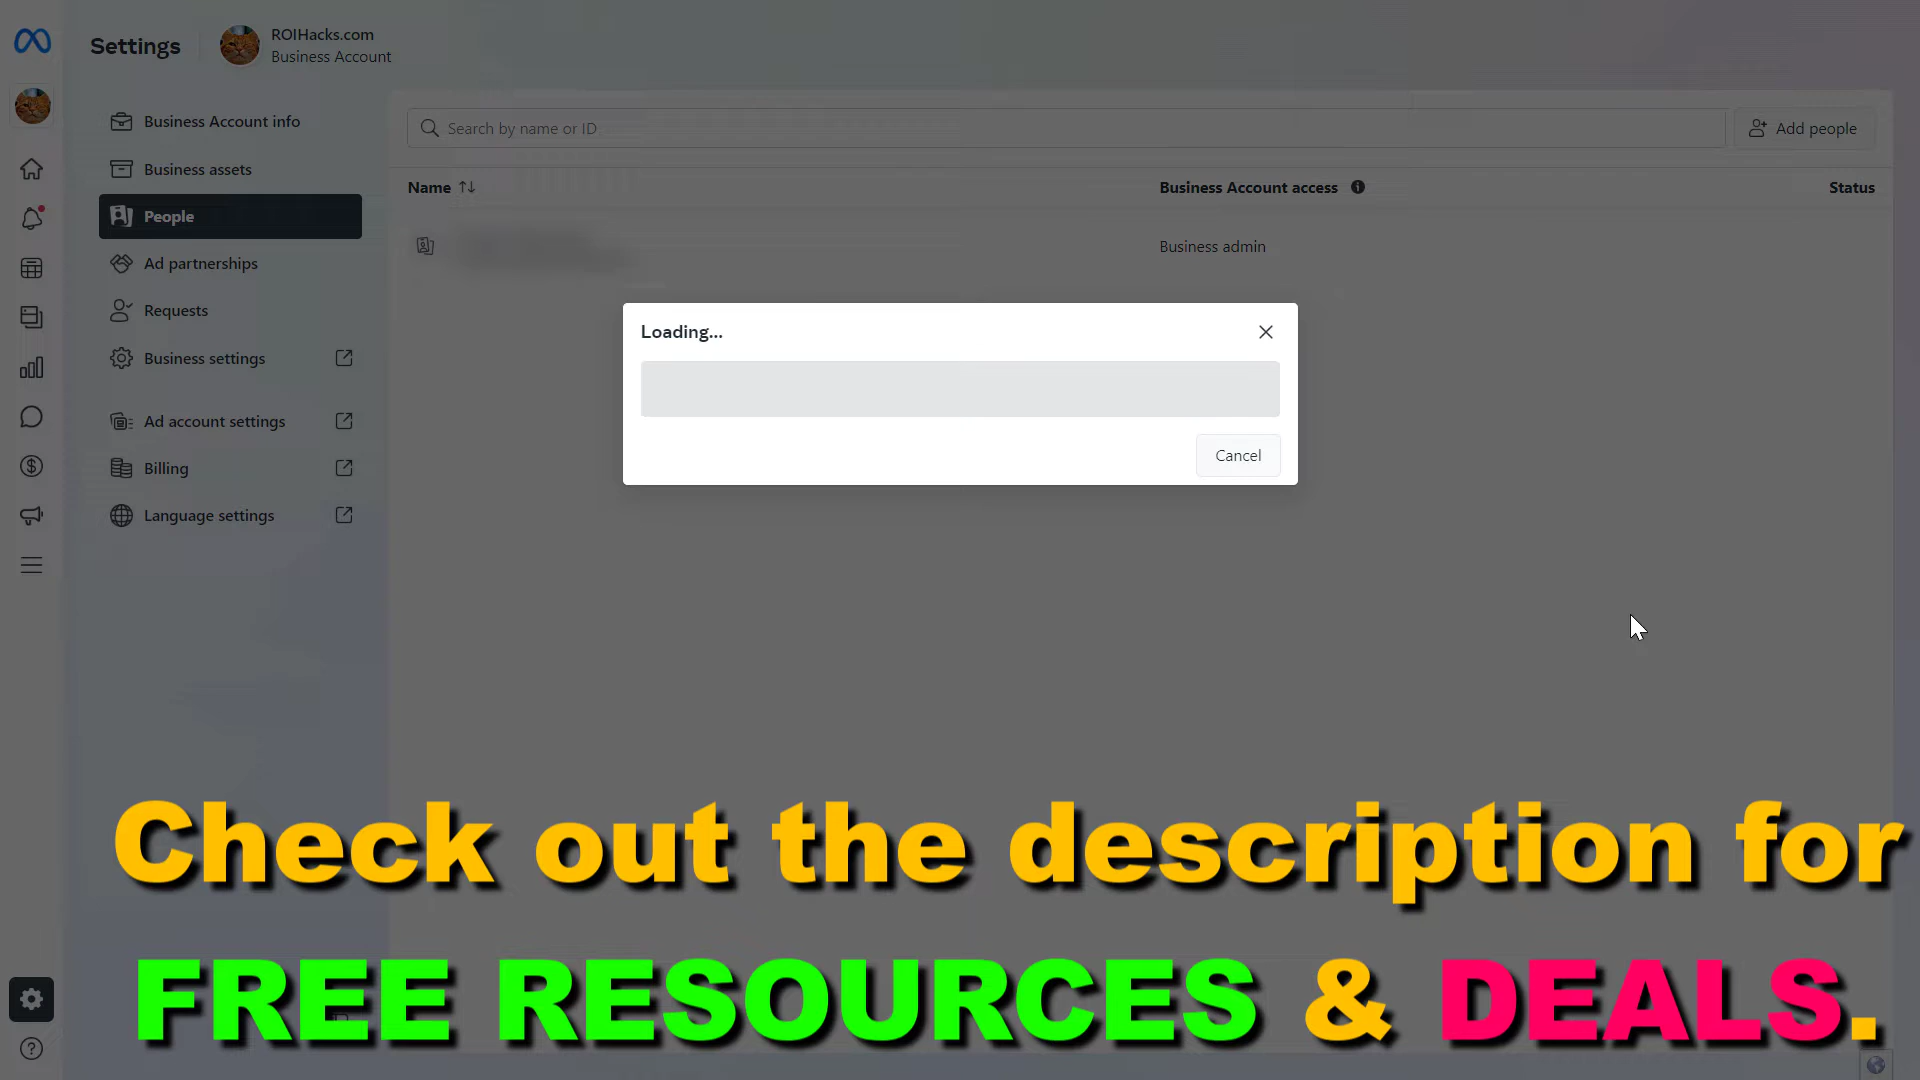 Settings
ROIHacks.com
Business Account
Business Account info
Business assets
People
Ad partnerships
Requests
Business settings
Ad account settings
Billing
Language settings
Search by name or ID
Add people
Name
Business Account access
Status
Business admin
Loading...
Cancel
Check out the description for
FREE RESOURCES & DEALS.